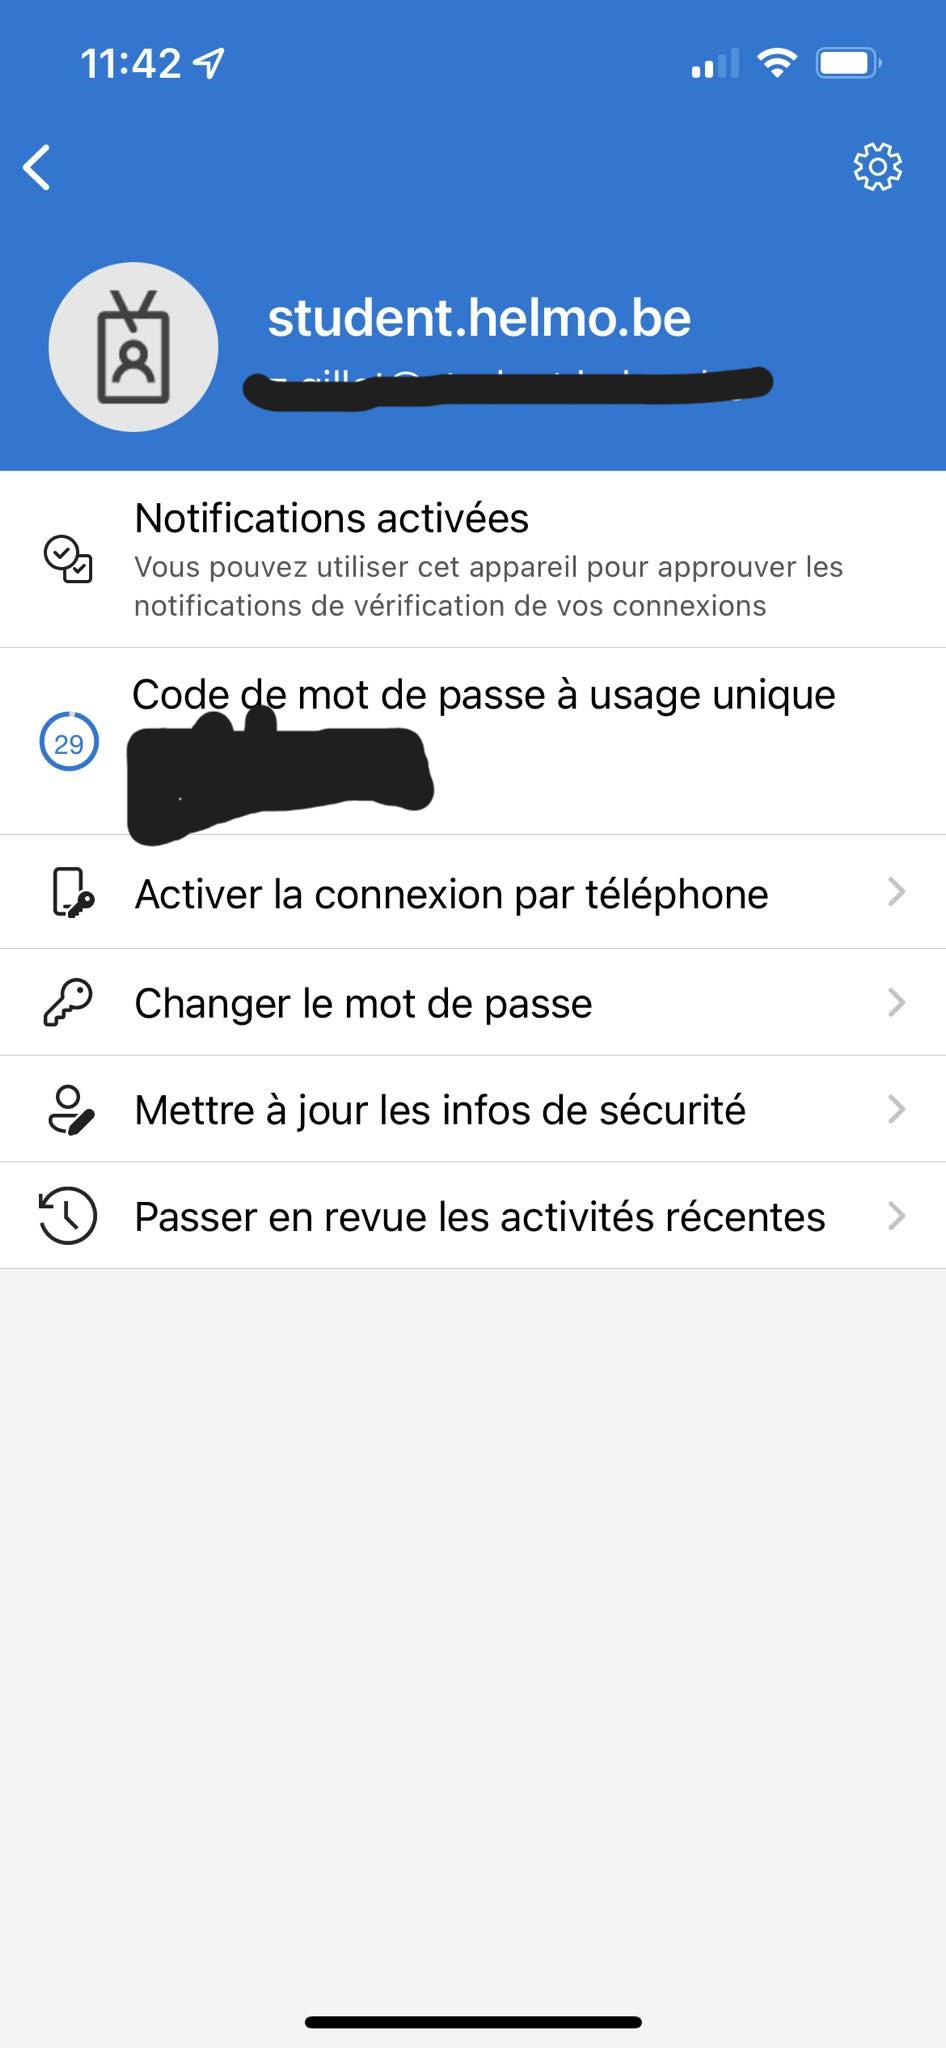 11:42
student.helmo.be
Notifications activées
Vous pouvez utiliser cet appareil pour approuver les
notifications de vérification de vos connexions
Code de mot de passe à usage unique
29
Activer la connexion par téléphone
Changer le mot de passe
Mettre à jour les infos de sécurité
Passer en revue les activités récentes